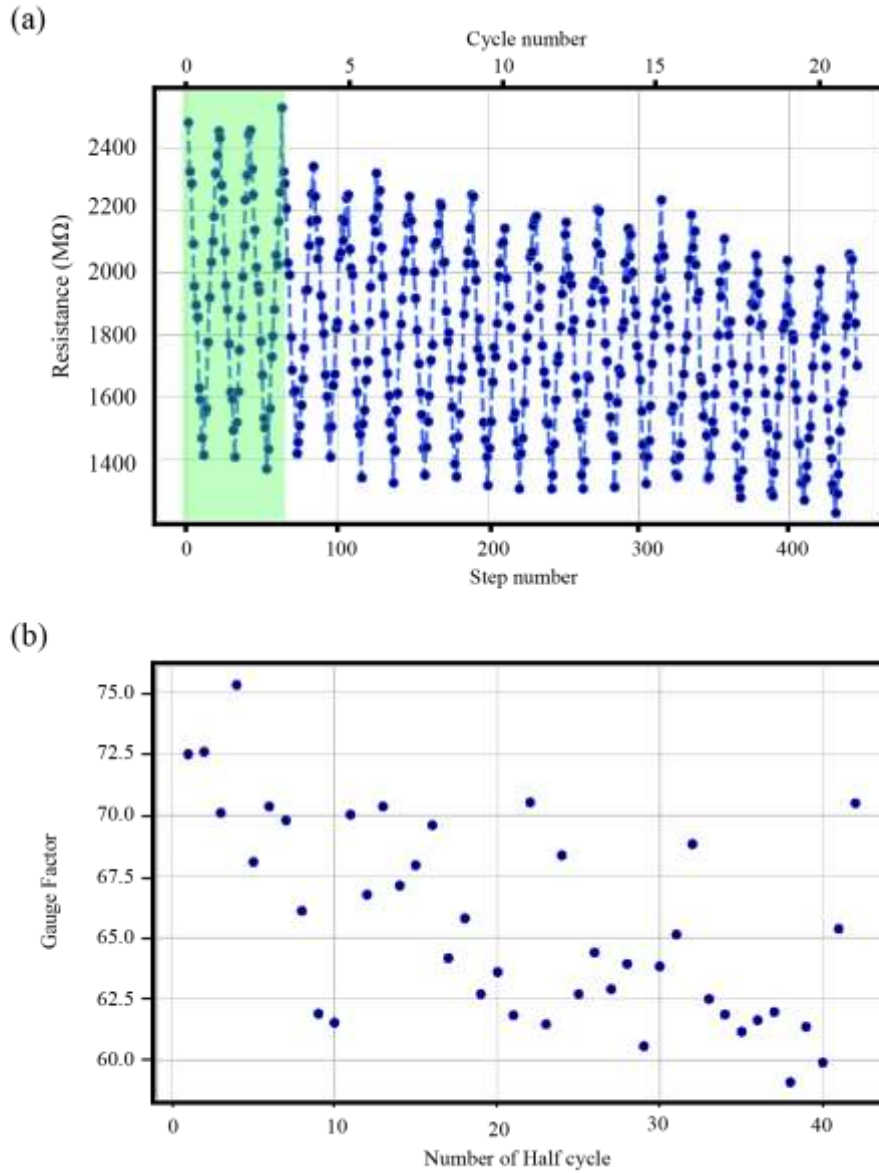 (a)
Cycle number
0 5 10 15 20
2400
2200
2000
1800
1600
1400
Resistance (MΩ)
0 100 200 300 400
Step number
(b)
75.0
72.5
70.0
67.5
65.0
62.5
60.0
Gauge Factor
0 10 20 30 40
Number of Half cycle